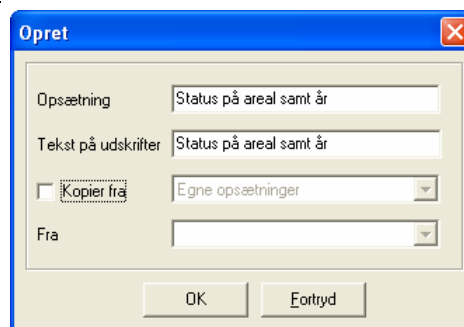 Opret
Opsætning Status på areal samt år
Tekst på udskrifter Status på areal samt år
Kopier fra Egne opsætninger
Fra
OK Fortryd